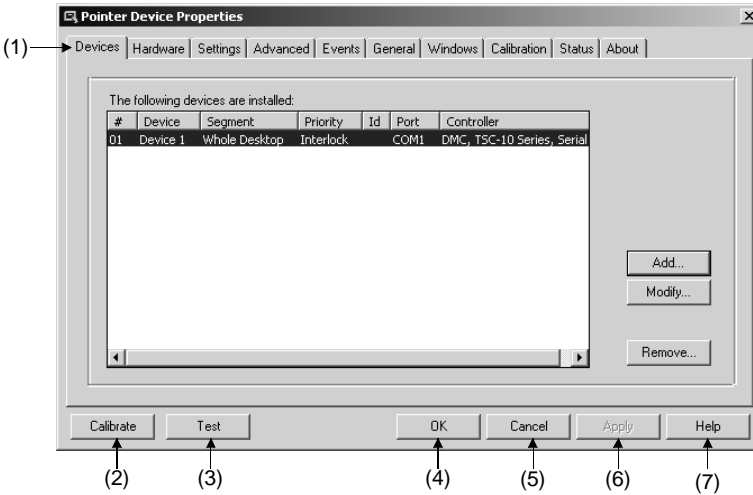 Pointer Device Properties
(1)
Devices Hardware Settings Advanced Events General Windows Calibration Status About
The following devices are installed:
# Device Segment Priority Id Port Controller
01 Device 1 Whole Desktop Interlock COM1 DMC, TSC-10 Series, Serial
Add...
Modify...
Remove...
Calibrate Test OK Cancel Apply Help
(2) (3) (4) (5) (6) (7)